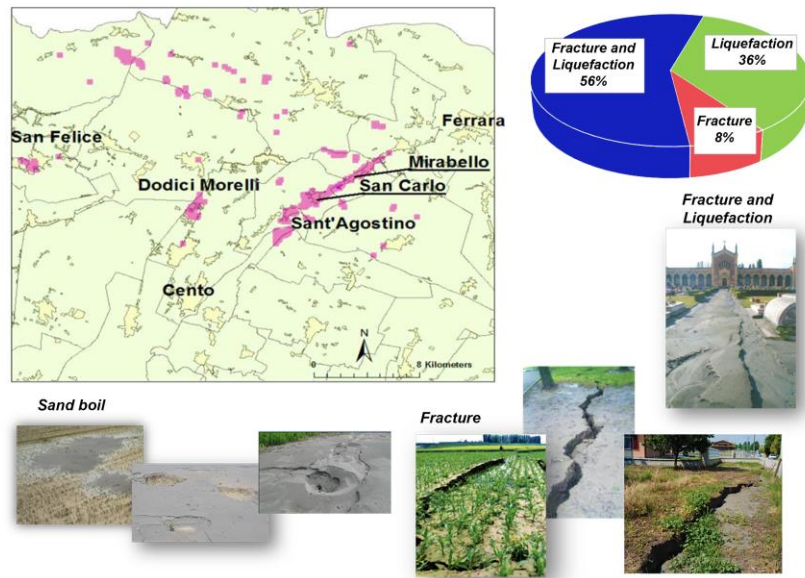 San Felice
Dodici Morelli
Cento
Ferrara
Mirabello
San Carlo
Sant'Agostino
N
0
8 Kilometers
Fracture and
Liquefaction
56%
Liquefaction
36%
Fracture
8%
Fracture and
Liquefaction
Sand boil
Fracture